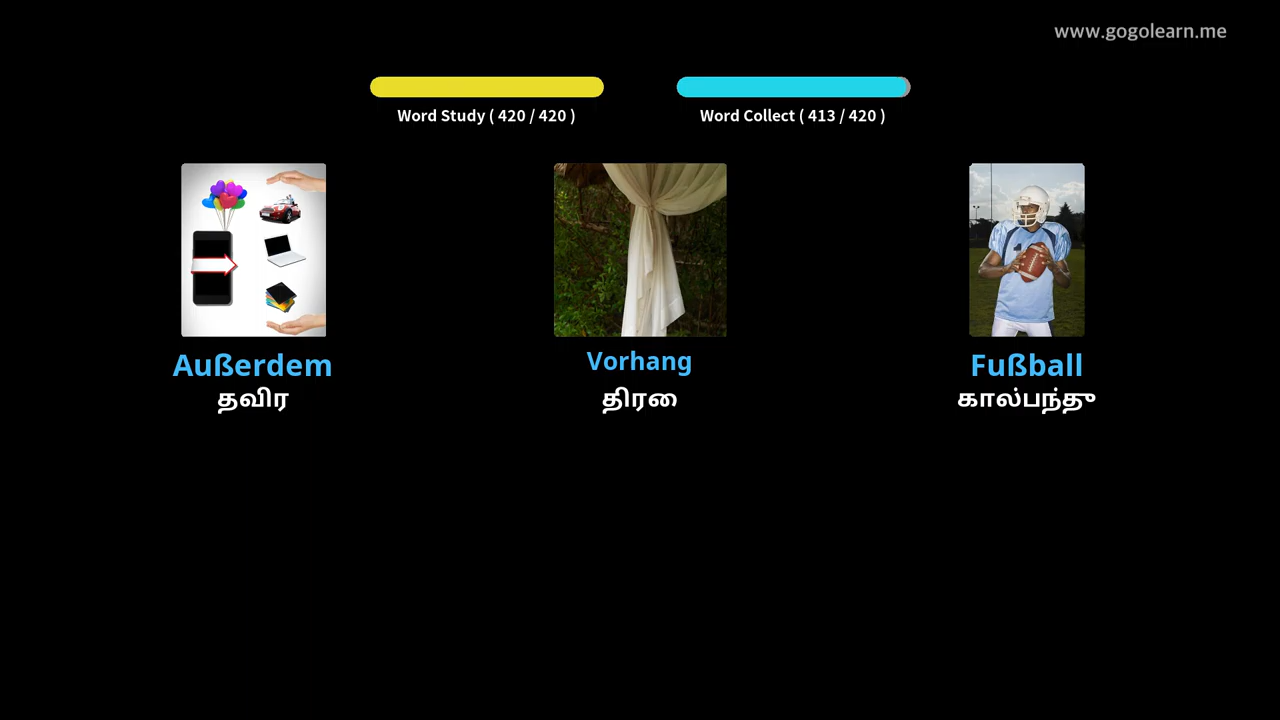 www.gogolearn.me
Word Study ( 420 / 420 )
Word Collect ( 413 / 420 )
Außerdem
தவிர
Vorhang
திரை
Fußball
கால்பந்து